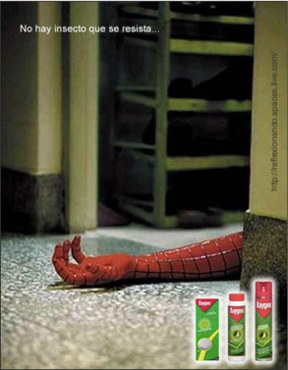 No hay insecto que se resista...
http://reflexionando.spaces.live.com/
Baygon
Baygon
Baygon